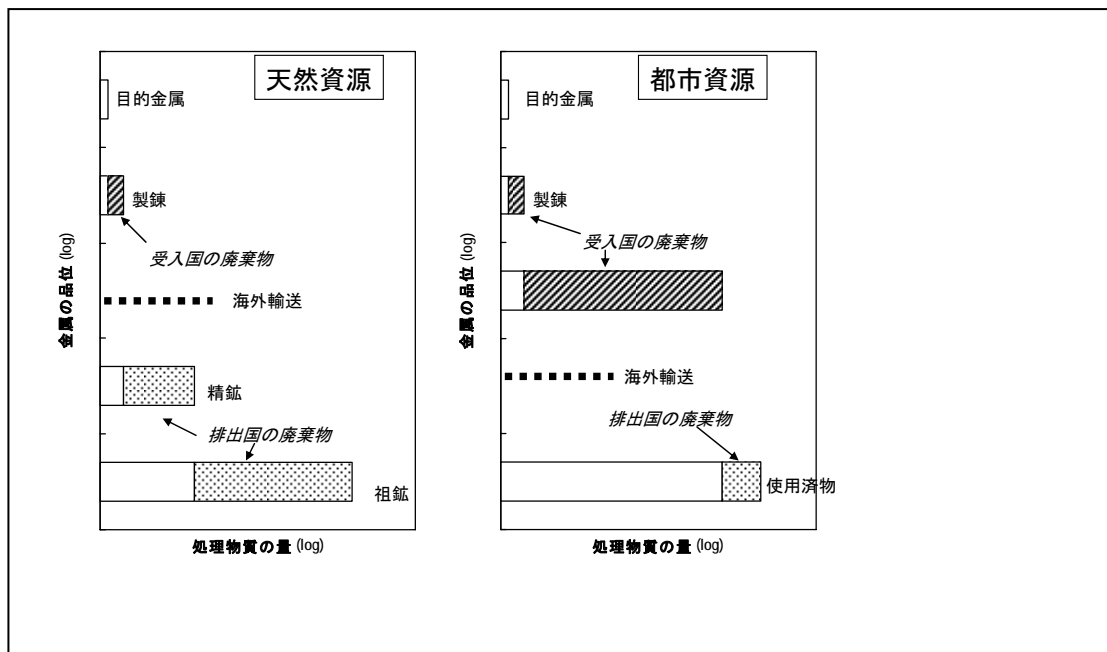 天然資源
目的金属
製錬
受入国の廃棄物
海外輸送
精鉱
排出国の廃棄物
祖鉱
金属の品位 (log)
処理物質の量 (log)
都市資源
目的金属
製錬
受入国の廃棄物
海外輸送
排出国の廃棄物
使用済物
金属の品位 (log)
処理物質の量 (log)